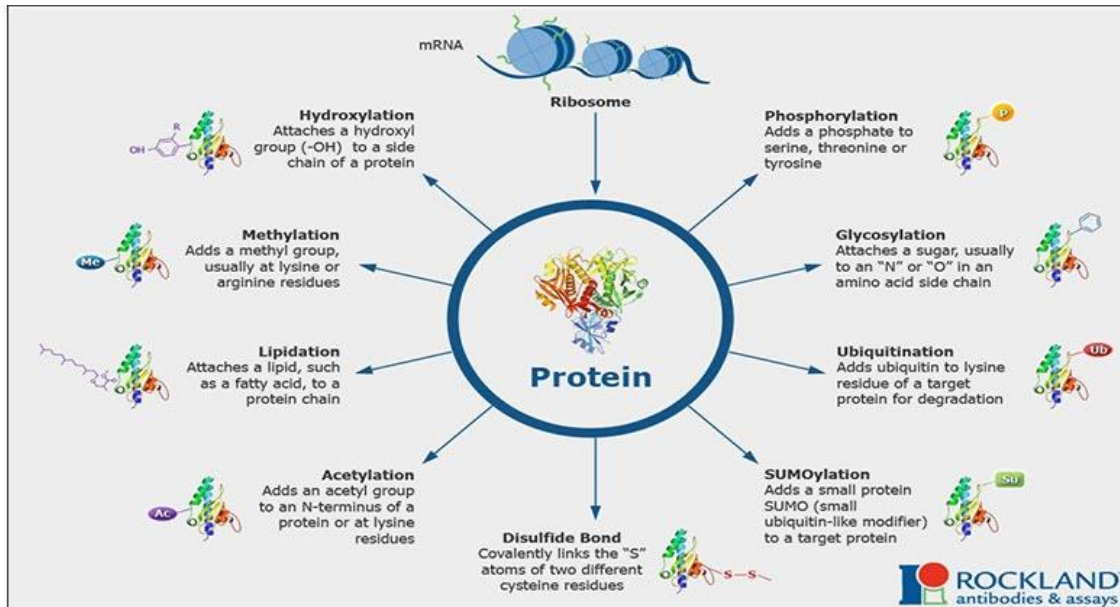 mRNA
Ribosome
Hydroxylation
Attaches a hydroxyl
group (-OH) to a side
chain of a protein
R
OH
Phosphorylation
Adds a phosphate to
serine, threonine or
tyrosine
P
Methylation
Adds a methyl group,
usually at lysine or
arginine residues
Me
Glycosylation
Attaches a sugar, usually
to an “N” or “O” in an
amino acid side chain
Protein
Lipidation
Attaches a lipid, such
as a fatty acid, to a
protein chain
Ubiquitination
Adds ubiquitin to lysine
residue of a target
protein for degradation
Ub
Acetylation
Adds an acetyl group
to an N-terminus of a
protein or at lysine
residues
Ac
Disulfide Bond
Covalently links the “S”
atoms of two different
cysteine residues
S—S
SUMOylation
Adds a small protein
SUMO (small
ubiquitin-like modifier)
to a target protein
Su
ROCKLAND
antibodies & assays